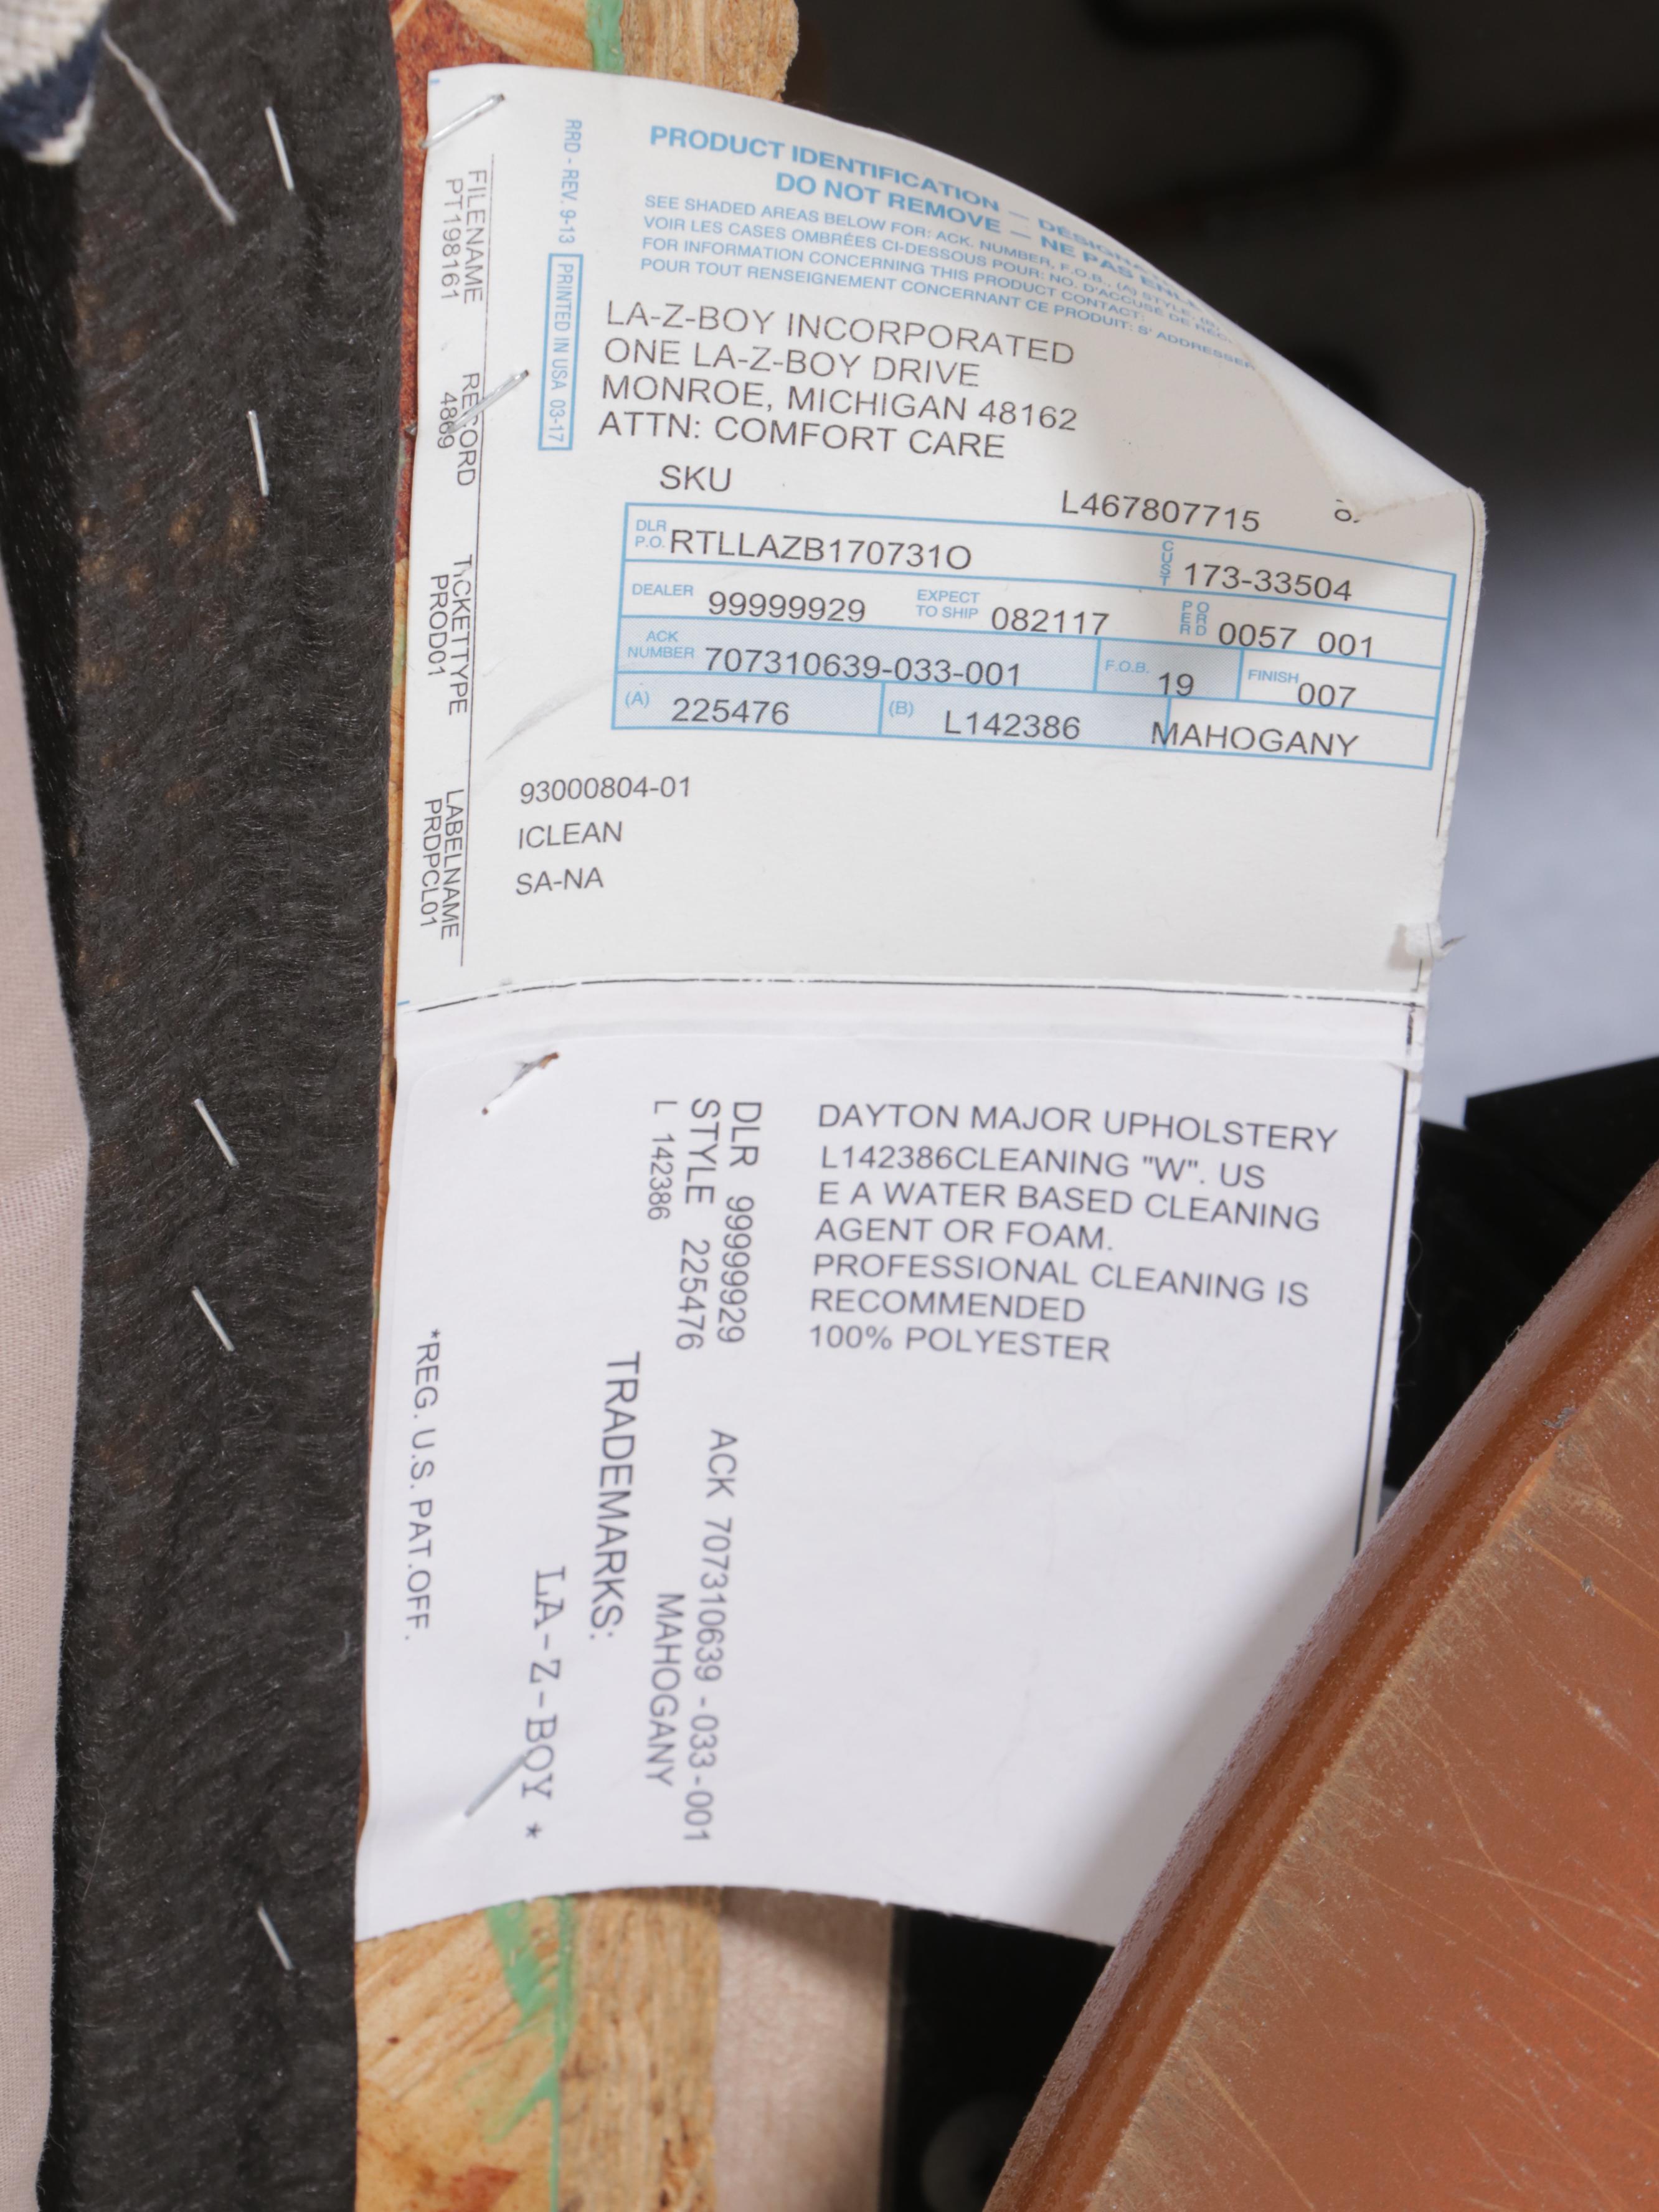 PRODUCT IDENTIFICATION —
DO NOT REMOVE — NE PAS
SEE SHADED AREAS BELOW FOR: ACK. NUMBER, F.O.B., (A) STYLE, (B)
VOIR LES CASES OMBRÉES CI-DESSOUS POUR: NO. D'ACCUSÉ DE
FOR INFORMATION CONCERNING THIS PRODUCT CONTACT:
POUR TOUT RENSEIGNEMENT CONCERNANT CE PRODUIT: S' ADDRESSER
RRD - REV. 9-13 PRINTED IN USA 03-17
FILENAME RECORD TICKETTYPE LABELNAME
PT198161 4869 PROD01 PRDPCL01
LA-Z-BOY INCORPORATED
ONE LA-Z-BOY DRIVE
MONROE, MICHIGAN 48162
ATTN: COMFORT CARE
SKU L467807715
DLR P.O. RTLLAZB170731O CUST 173-33504
DEALER 99999929 EXPECT TO SHIP 082117 PER ORD 0057 001
ACK NUMBER 707310639-033-001 F.O.B. 19 FINISH 007
(A) 225476 (B) L142386 MAHOGANY
93000804-01
ICLEAN
SA-NA
DAYTON MAJOR UPHOLSTERY
L142386CLEANING "W". US
E A WATER BASED CLEANING
AGENT OR FOAM.
PROFESSIONAL CLEANING IS
RECOMMENDED
100% POLYESTER
DLR 99999929 ACK 707310639 -033-001
STYLE 225476
L 142386 MAHOGANY
TRADEMARKS:
LA-Z-BOY *
*REG. U.S. PAT.OFF.